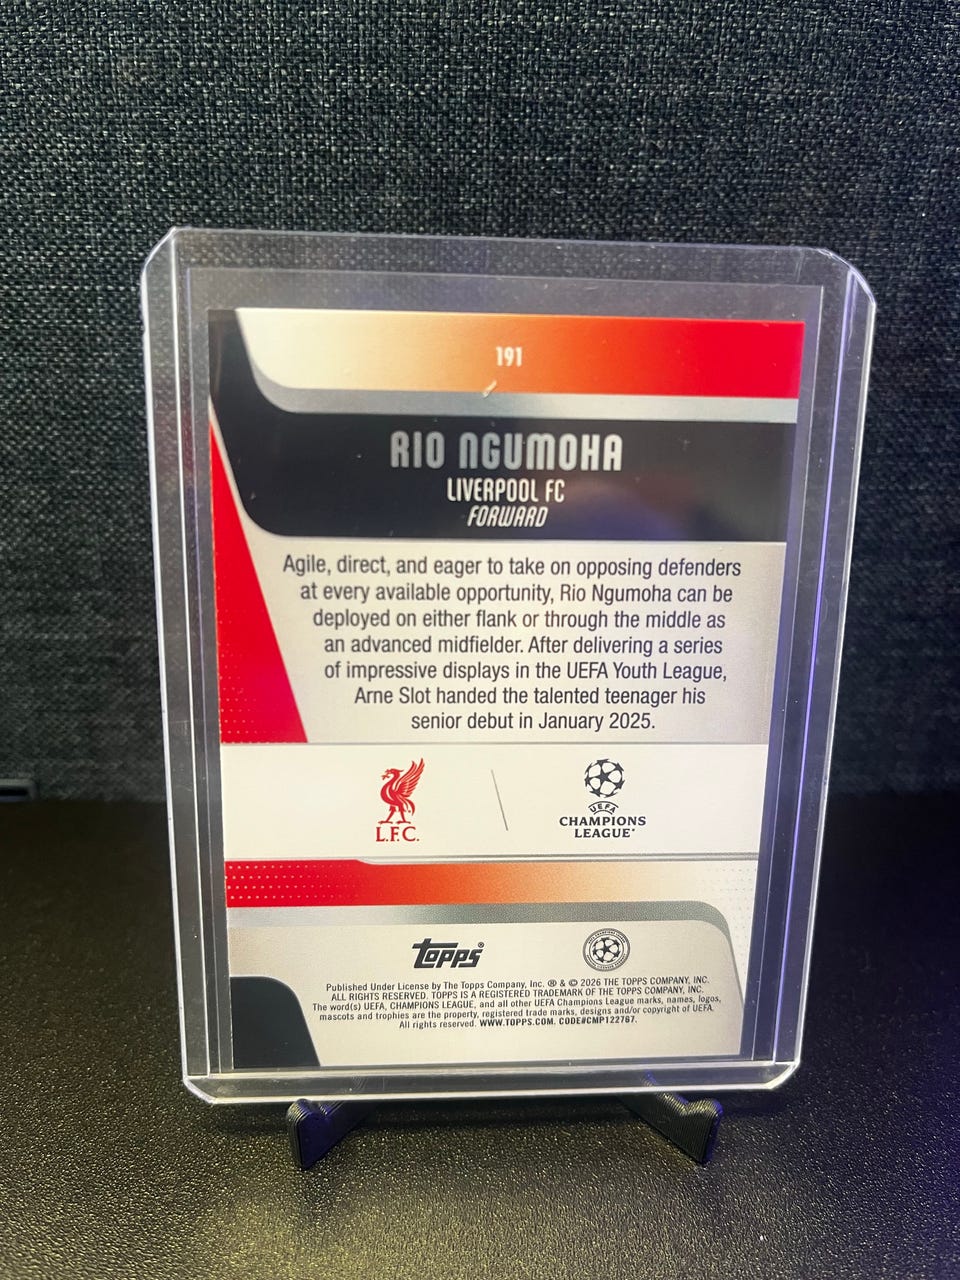 191
RIO NGUMOHA
LIVERPOOL FC
FORWARD
Agile, direct, and eager to take on opposing defenders
at every available opportunity, Rio Ngumoha can be
deployed on either flank or through the middle as
an advanced midfielder. After delivering a series
of impressive displays in the UEFA Youth League,
Arne Slot handed the talented teenager his
senior debut in January 2025.
L.F.C.
UEFA
CHAMPIONS
LEAGUE®
Topps®
Published Under License by The Topps Company, Inc. ® & © 2026 THE TOPPS COMPANY, INC.
ALL RIGHTS RESERVED. TOPPS IS A REGISTERED TRADEMARK OF THE TOPPS COMPANY, INC.
The word(s) UEFA, CHAMPIONS LEAGUE, and all other UEFA Champions League marks, names, logos,
mascots and trophies are the property, registered trade marks, designs and/or copyright of UEFA.
All rights reserved. WWW.TOPPS.COM. CODE#CMP122767.